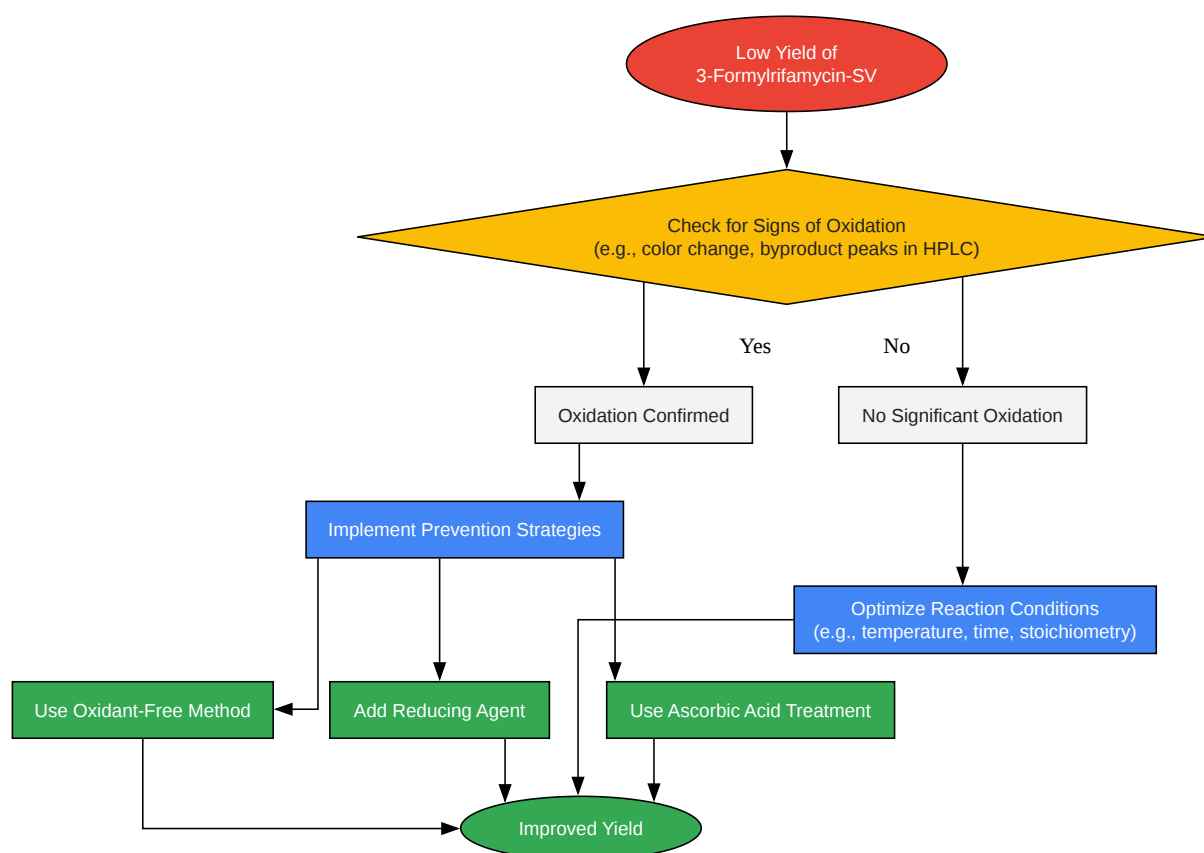 Low Yield of
3-Formylrifamycin-SV
Check for Signs of Oxidation
(e.g., color change, byproduct peaks in HPLC)
Yes
No
Oxidation Confirmed
No Significant Oxidation
Implement Prevention Strategies
Optimize Reaction Conditions
(e.g., temperature, time, stoichiometry)
Use Oxidant-Free Method
Add Reducing Agent
Use Ascorbic Acid Treatment
Improved Yield